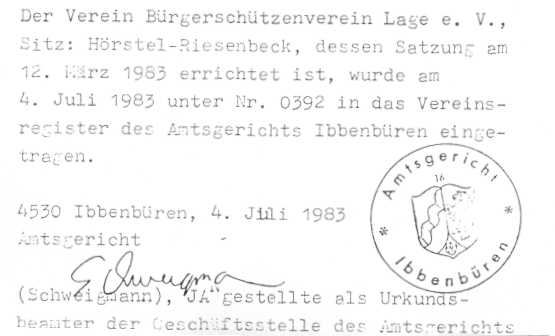 Der Verein Bürgerschützenverein Lage e. V.,
Sitz: Hörstel-Riesenbeck, dessen Satzung am
12. März 1983 errichtet ist, wurde am
4. Juli 1983 unter Nr. 0392 in das Vereins-
register des Amtsgerichts Ibbenbüren einge-
tragen.
Amtsgericht
16
Ibbenbüren
4530 Ibbenbüren, 4. Juli 1983
Amtsgericht
(Schweigmann), JA gestellte als Urkunds-
beamter der Geschäftsstelle des Amtsgerichts